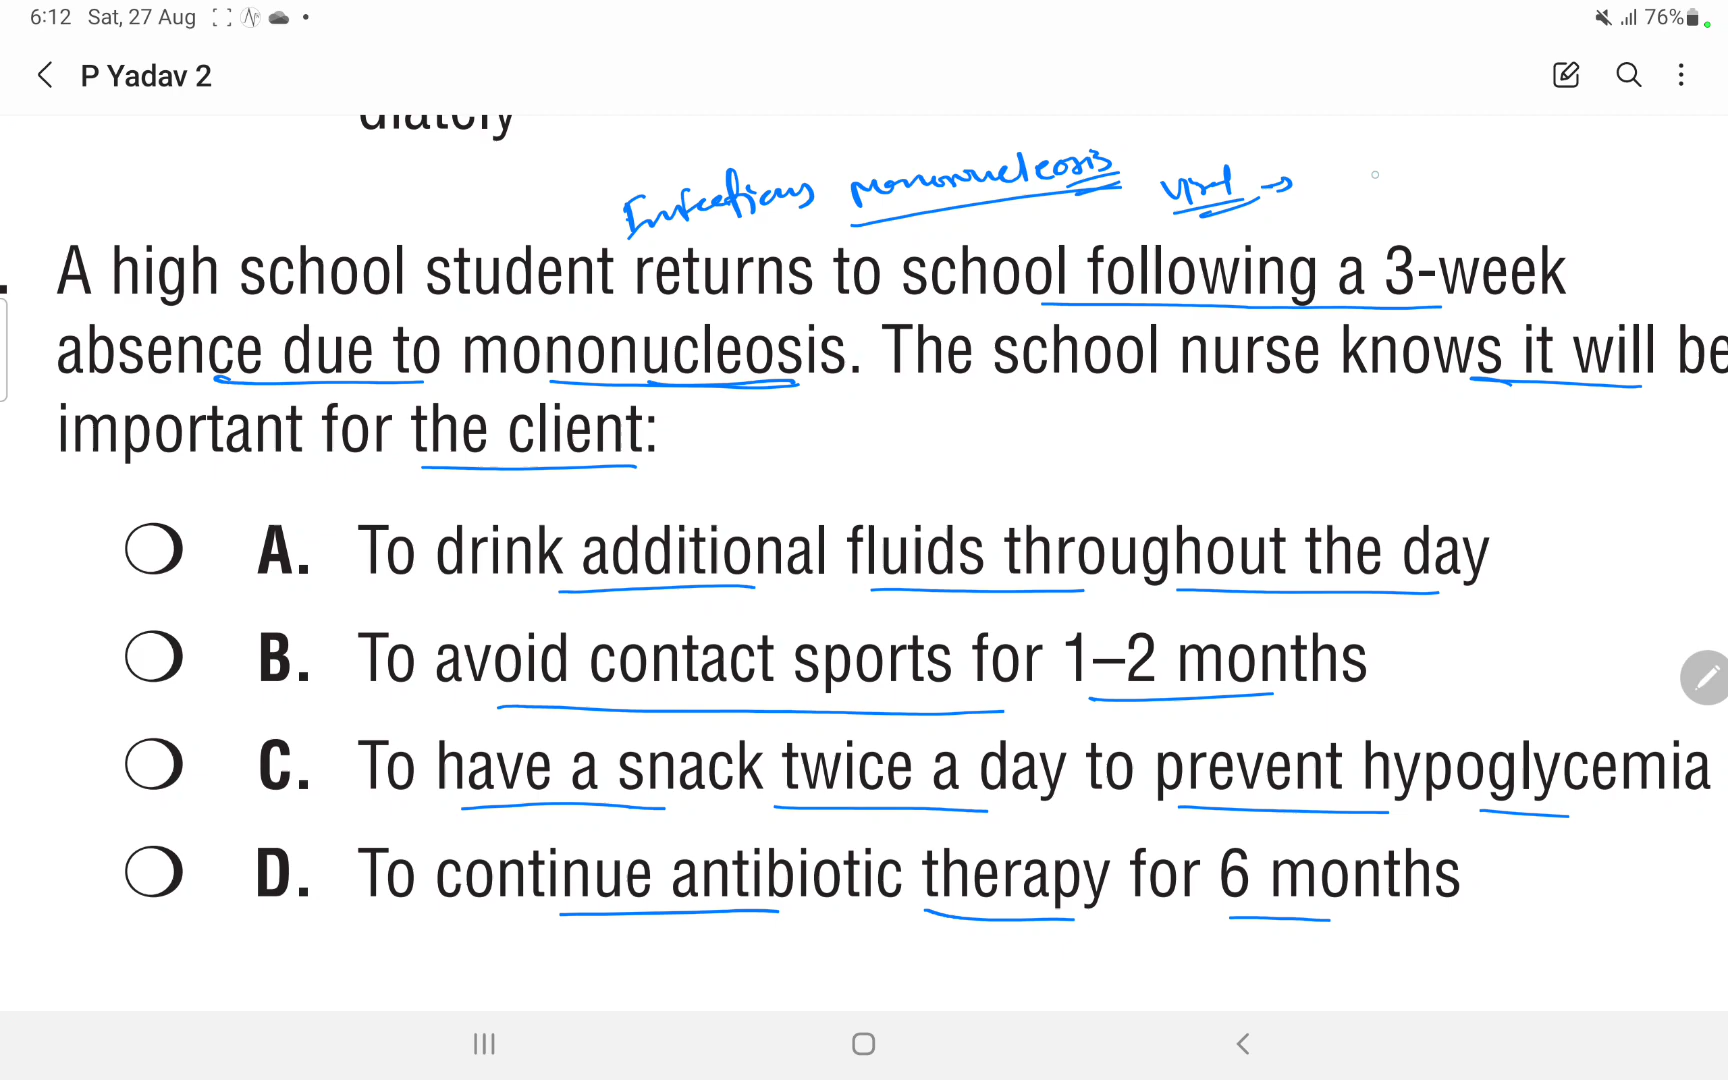 6:12 Sat, 27 Aug
76%
P Yadav 2
diately
Infectious mononucleosis viral →
A high school student returns to school following a 3-week
absence due to mononucleosis. The school nurse knows it will be
important for the client:
A. To drink additional fluids throughout the day
B. To avoid contact sports for 1–2 months
C. To have a snack twice a day to prevent hypoglycemia
D. To continue antibiotic therapy for 6 months